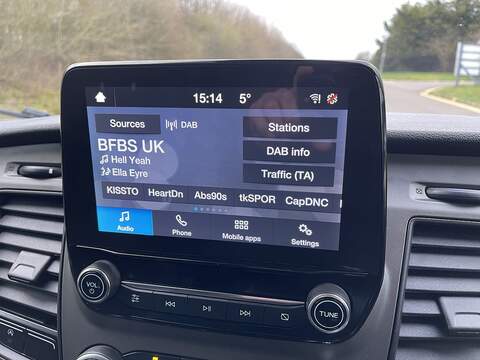 15:14 5°
Sources DAB Stations
BFBS UK
DAB info
Hell Yeah
Ella Eyre
Traffic (TA)
KISSTO HeartDn Abs90s tkSPOR CapDNC
Audio Phone Mobile apps Settings
VOL TUNE